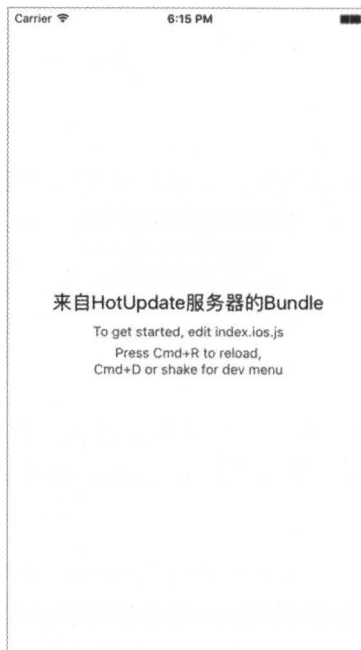 Carrier 6:15 PM
来自HotUpdate服务器的Bundle
To get started, edit index.ios.js
Press Cmd+R to reload,
Cmd+D or shake for dev menu